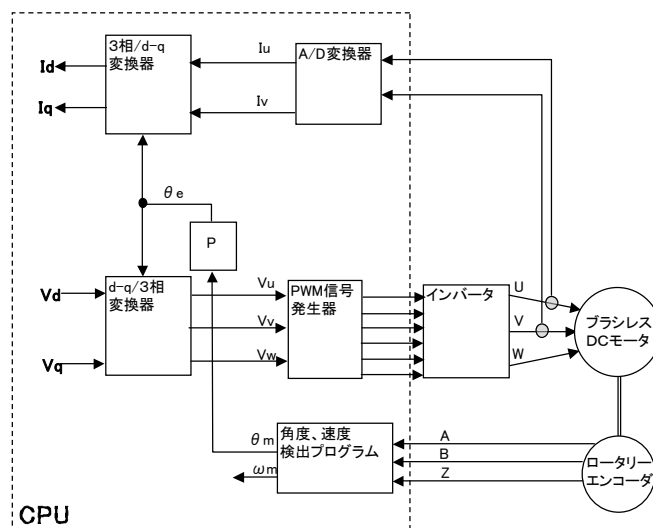 3相/d-q
変換器
Iu
A/D変換器
Id
Iq
Iv
θe
P
d-q/3相
変換器
Vd
Vq
Vu
Vv
Vw
PWM信号
発生器
インバータ
U
V
W
ブラシレス
DCモータ
θm
ωm
角度、速度
検出プログラム
A
B
Z
ロータリー
エンコーダ
CPU